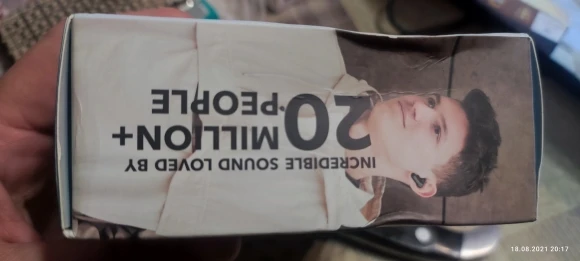 INCREDIBLE SOUND LOVED BY
20 MILLION+
PEOPLE
18.08.2021 20:17